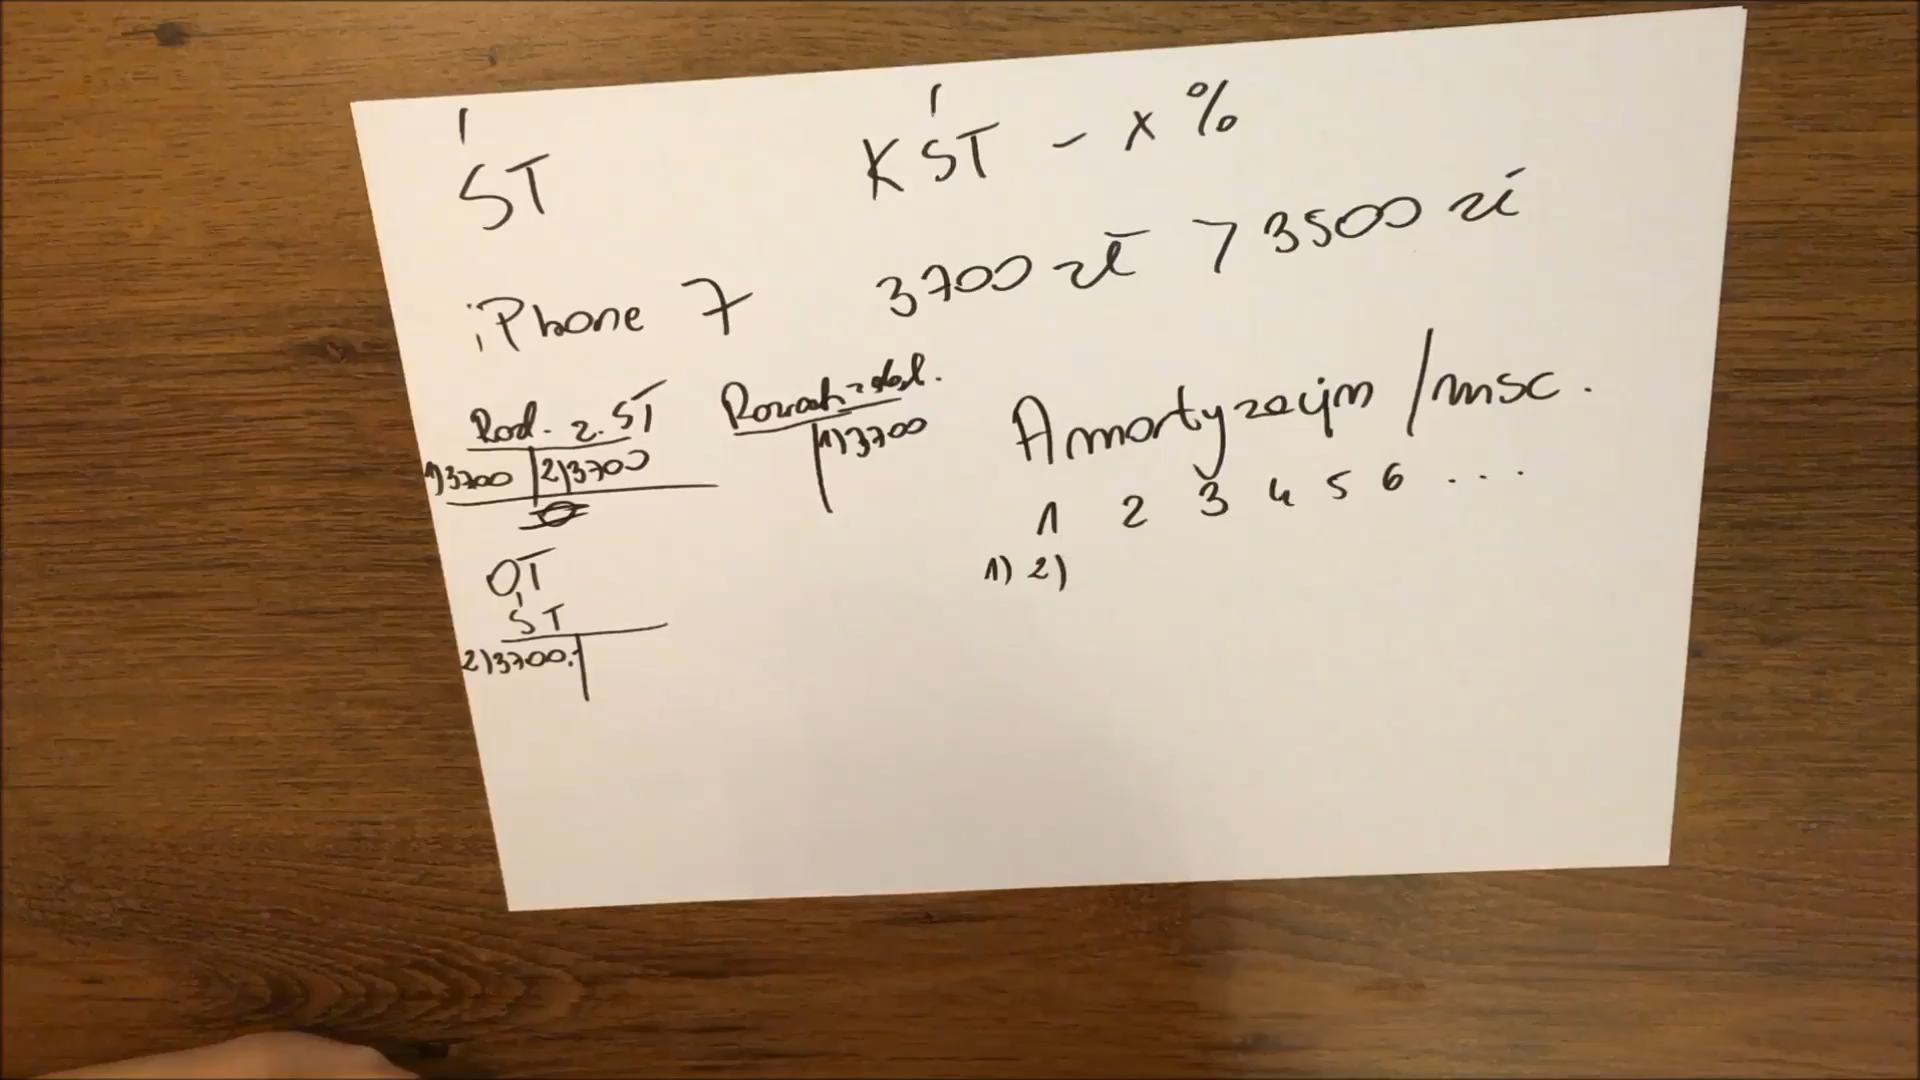 ŚT
KŚT - x %
iPhone 7 3700 zł > 3500 zł
Rozl. z. ŚT
1) 3700 2) 3700
Rozrach. z dost.
1) 3700
Amortyzacja /msc.
1 2 3 4 5 6 ...
1) 2)
OT
ŚT
2) 3700.-